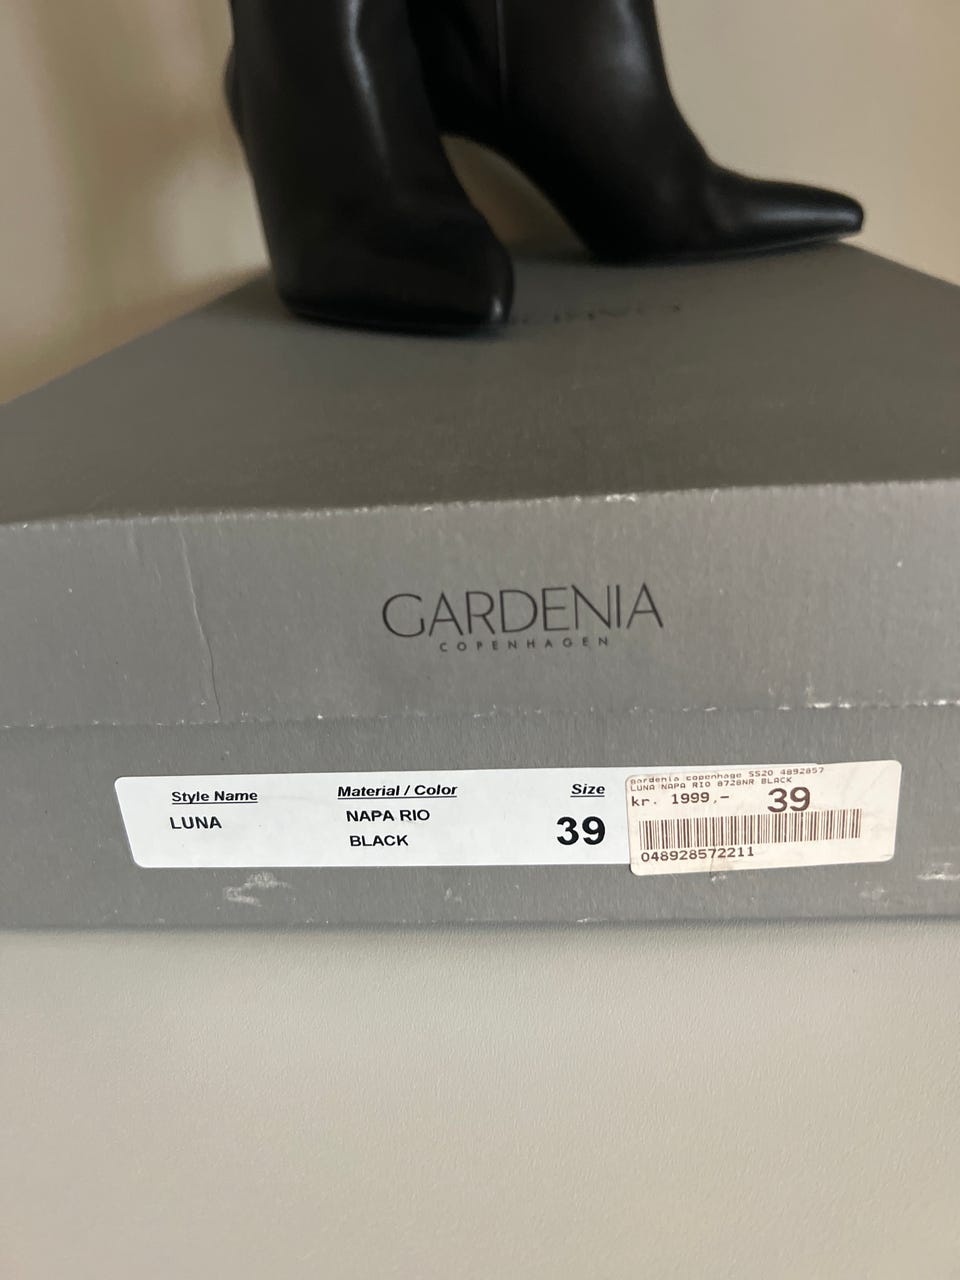 GARDENIA
COPENHAGEN
Style Name
LUNA
Material / Color
NAPA RIO
BLACK
Size
39
gardenia copenhage SS20 4892857
LUNA NAPA RIO 8728NR BLACK
kr. 1999,-
39
048928572211